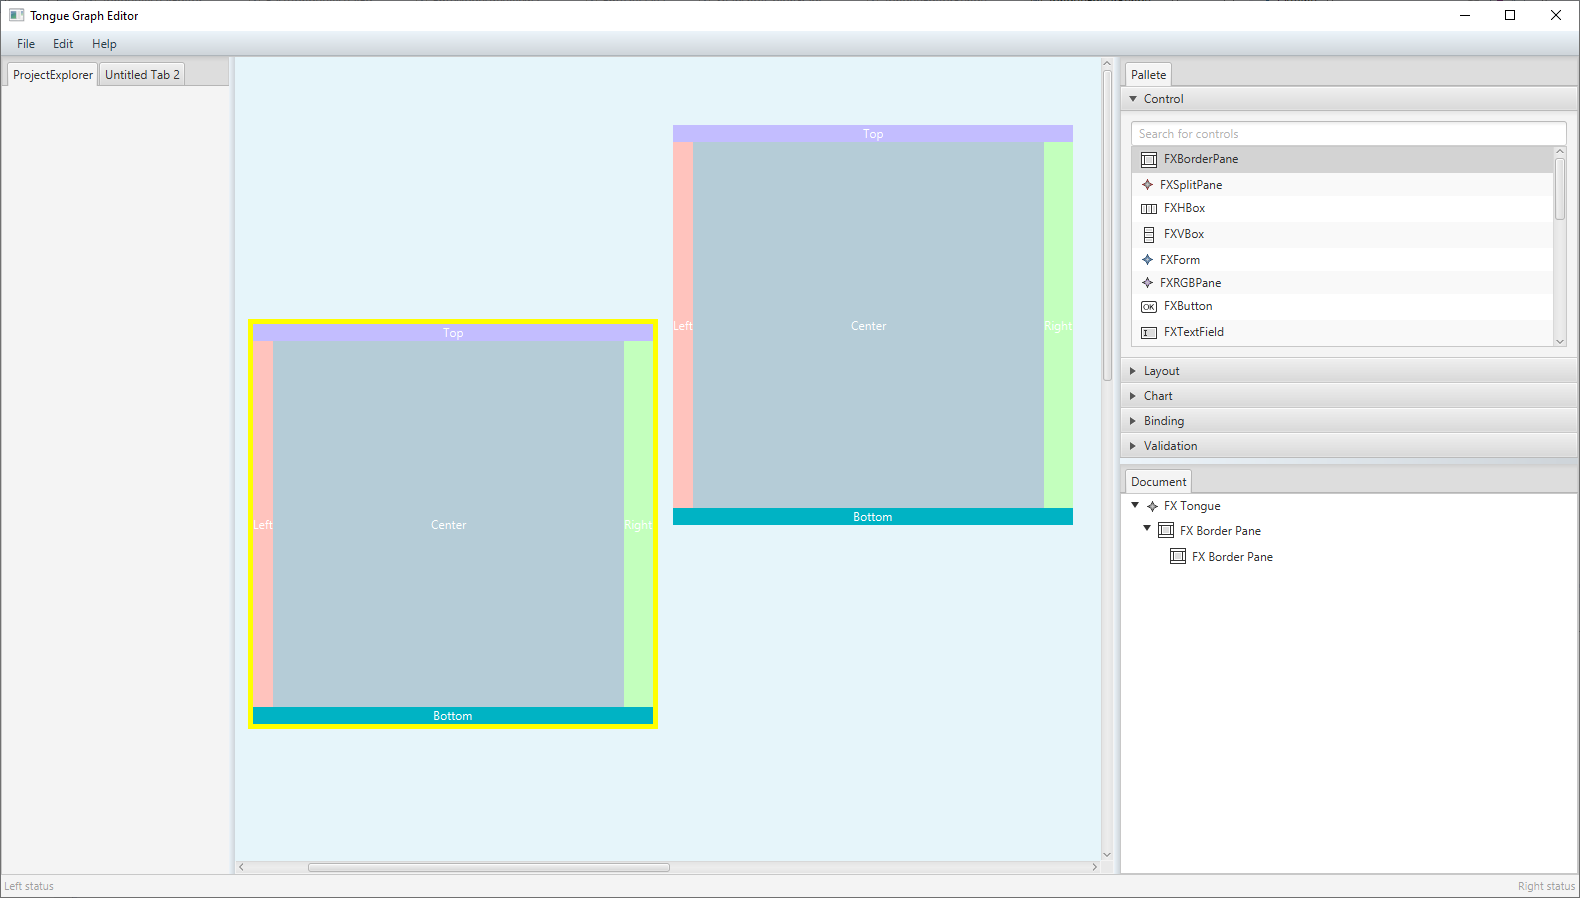 Tongue Graph Editor
File Edit Help
ProjectExplorer Untitled Tab 2
Top
Left Center Right
Bottom
Top
Left Center Right
Bottom
Pallete
Control
Search for controls
FXBorderPane
FXSplitPane
FXHBox
FXVBox
FXForm
FXRGBPane
OK FXButton
FXTextField
Layout
Chart
Binding
Validation
Document
FX Tongue
FX Border Pane
FX Border Pane
Left status Right status